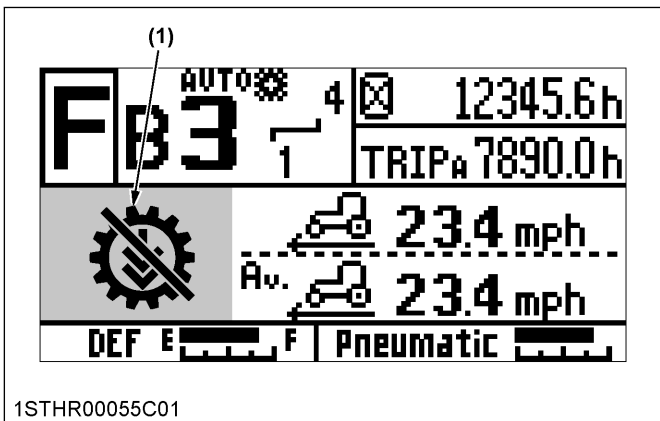 (1)
F B3 AUTO 1 4
12345.6h
TRIPA 7890.0h
23.4 mph
Av. 23.4 mph
DEF E F
Pneumatic
1STHR00055C01